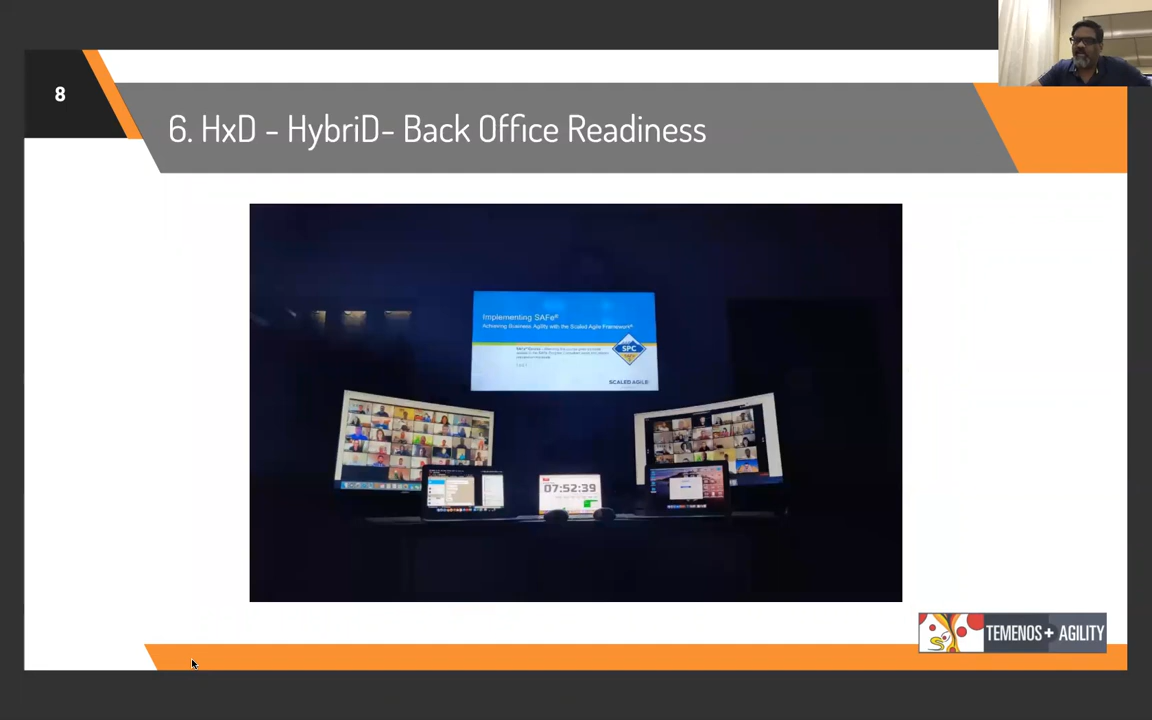 8
6. HxD - HybriD- Back Office Readiness
Implementing SAFe®
Achieving Business Agility with the Scaled Agile Framework®
SPC
SCALED AGILE
07:52:39
TEMENOS+ AGILITY